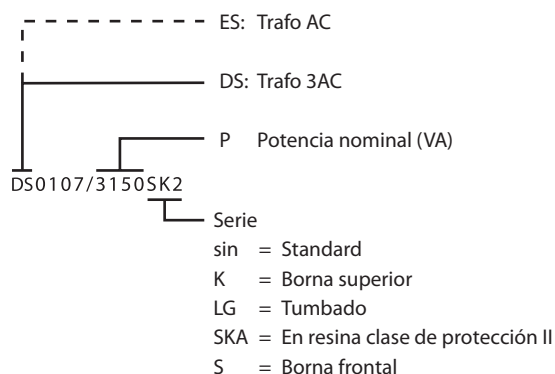 ES: Trafo AC
DS: Trafo 3AC
P Potencia nominal (VA)
DS0107/3150SK2
Serie
sin = Standard
K = Borna superior
LG = Tumbado
SKA = En resina clase de protección II
S = Borna frontal